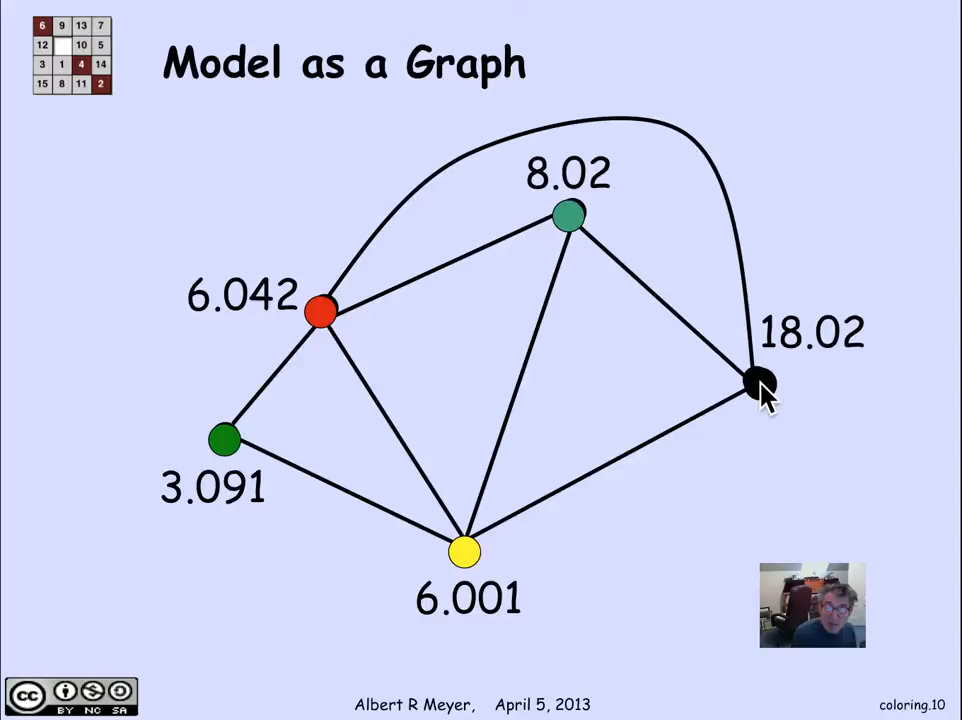 6 9 13 7
12 10 5
3 1 4 14
15 8 11 2
Model as a Graph
8.02
6.042
18.02
3.091
6.001
cc
BY NC SA
Albert R Meyer, April 5, 2013
coloring.10